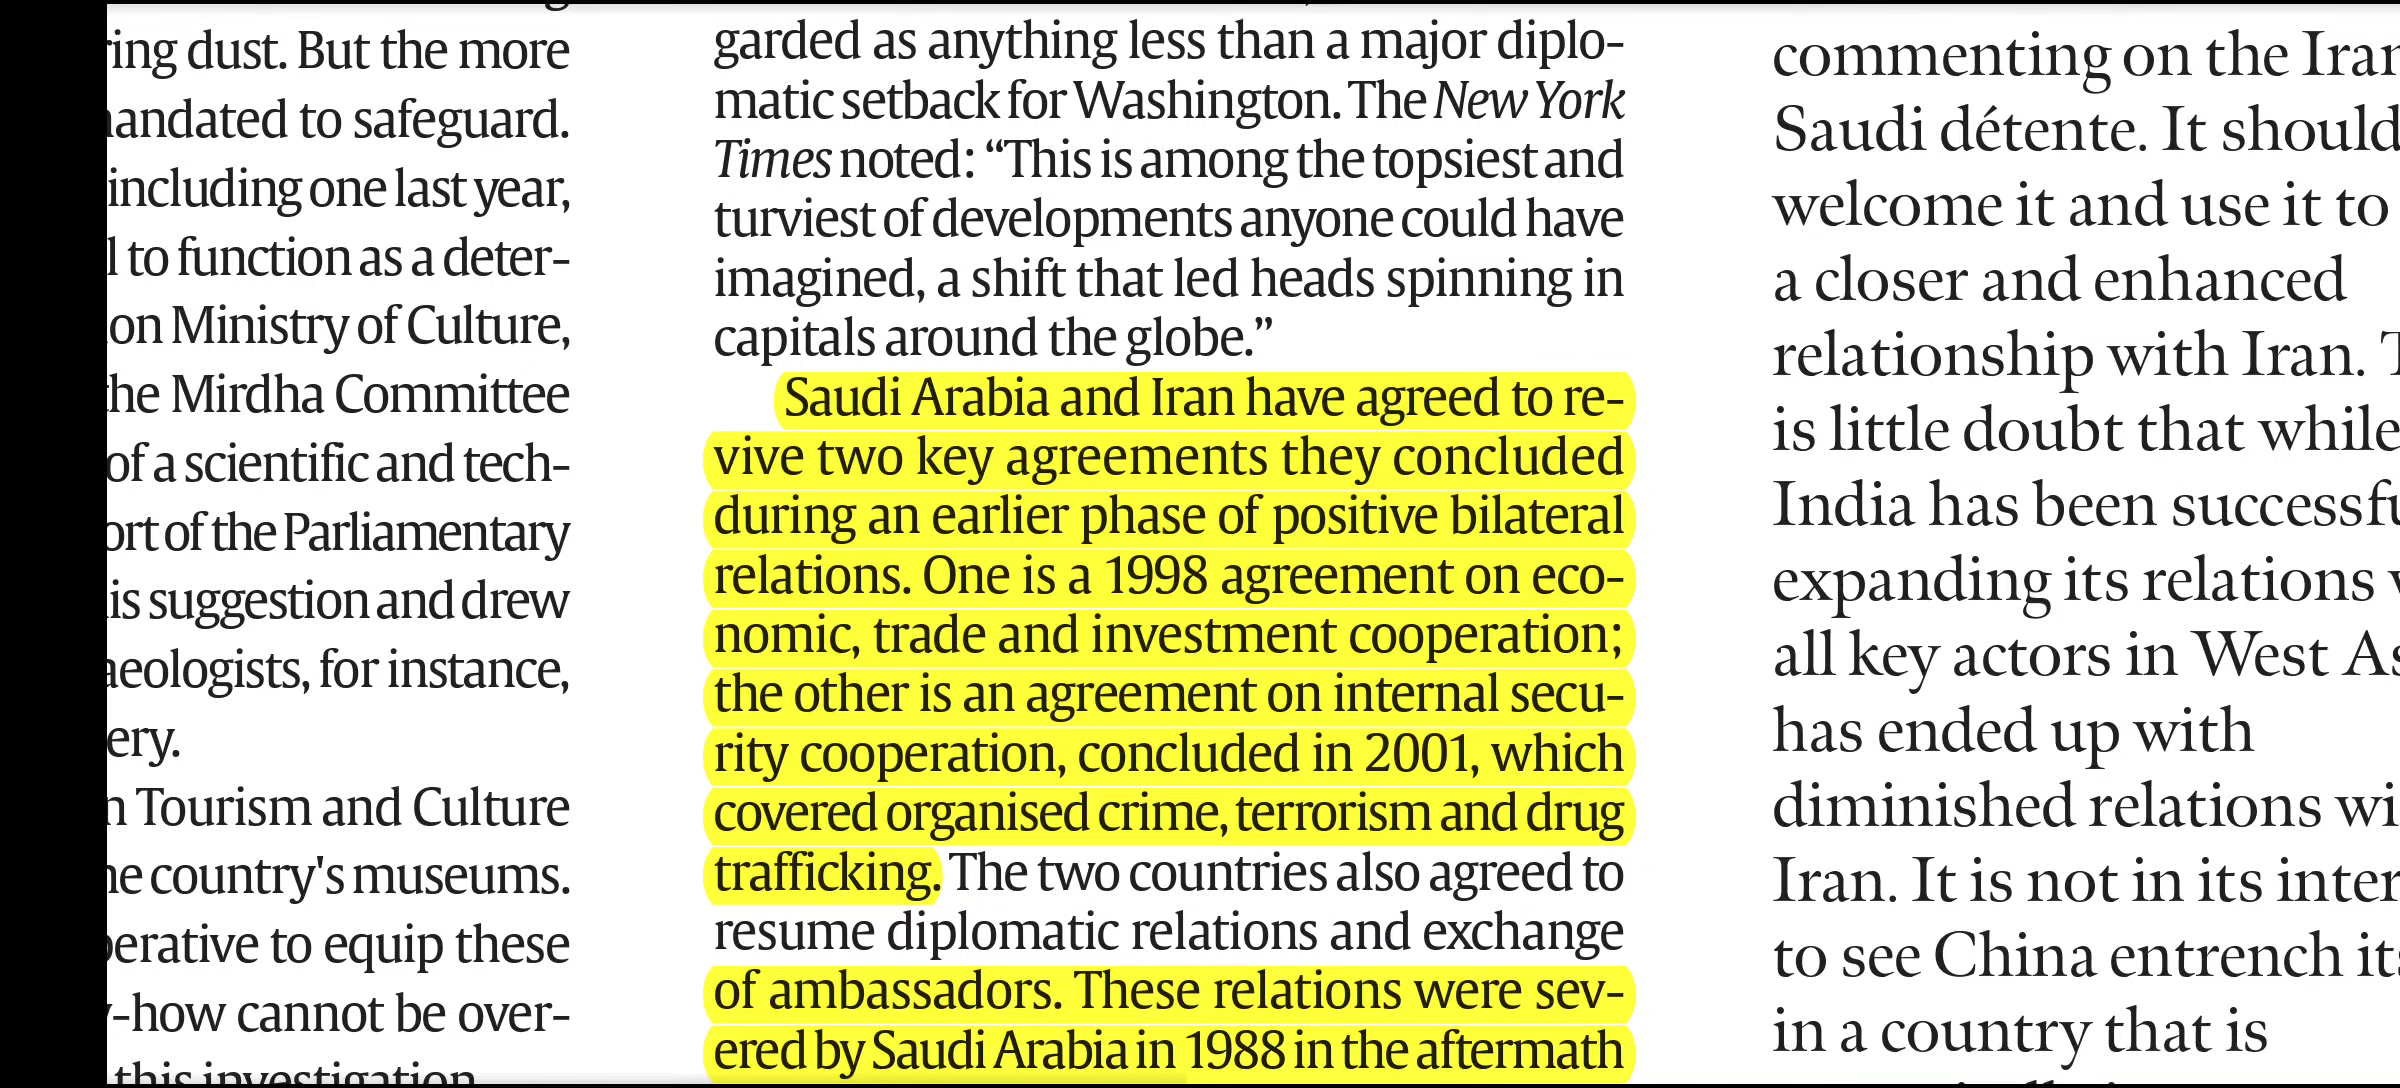 ring dust. But the more
andated to safeguard.
including one last year,
l to function as a deter-
on Ministry of Culture,
the Mirdha Committee
of a scientific and tech-
ort of the Parliamentary
is suggestion and drew
aeologists, for instance,
ery.
n Tourism and Culture
he country's museums.
perative to equip these
-how cannot be over-
this investigation
garded as anything less than a major diplo-
matic setback for Washington. The New York
Times noted: “This is among the topsiest and
turviest of developments anyone could have
imagined, a shift that led heads spinning in
capitals around the globe.”
Saudi Arabia and Iran have agreed to re-
vive two key agreements they concluded
during an earlier phase of positive bilateral
relations. One is a 1998 agreement on eco-
nomic, trade and investment cooperation;
the other is an agreement on internal secu-
rity cooperation, concluded in 2001, which
covered organised crime, terrorism and drug
trafficking. The two countries also agreed to
resume diplomatic relations and exchange
of ambassadors. These relations were sev-
ered by Saudi Arabia in 1988 in the aftermath
commenting on the Iran
Saudi détente. It should
welcome it and use it to
a closer and enhanced
relationship with Iran. T
is little doubt that while
India has been successfu
expanding its relations w
all key actors in West As
has ended up with
diminished relations wi
Iran. It is not in its inter
to see China entrench its
in a country that is